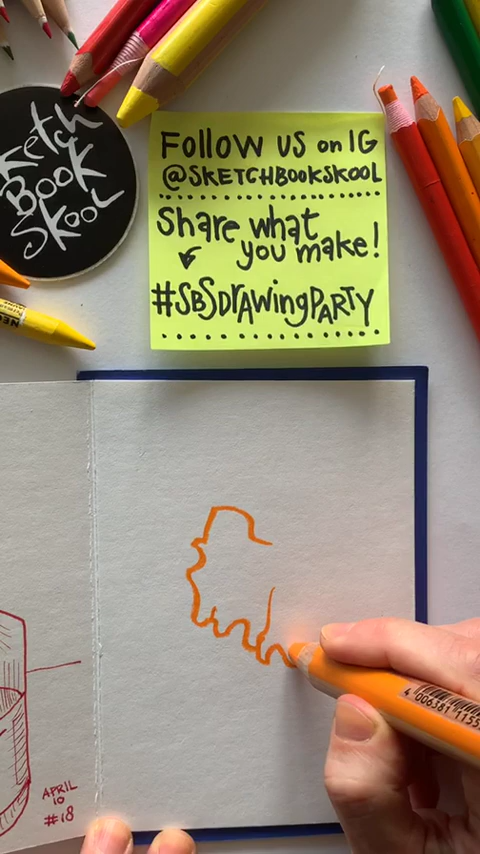 Sketch
Book
Skool
Follow us on IG
@SKETCHBOOKSKOOL
Share what
you make!
#SBSDrAwingPARTY
APRIL
10
#18